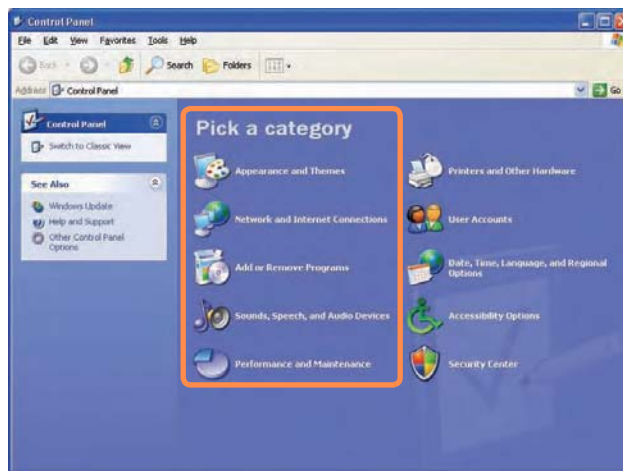 Control Panel
File Edit View Favorites Tools Help
Back Search Folders
Address Control Panel Go
Control Panel
Switch to Classic View
See Also
Windows Update
Help and Support
Other Control Panel
Options
Pick a category
Appearance and Themes
Network and Internet Connections
Add or Remove Programs
Sounds, Speech, and Audio Devices
Performance and Maintenance
Printers and Other Hardware
User Accounts
Date, Time, Language, and Regional
Options
Accessibility Options
Security Center